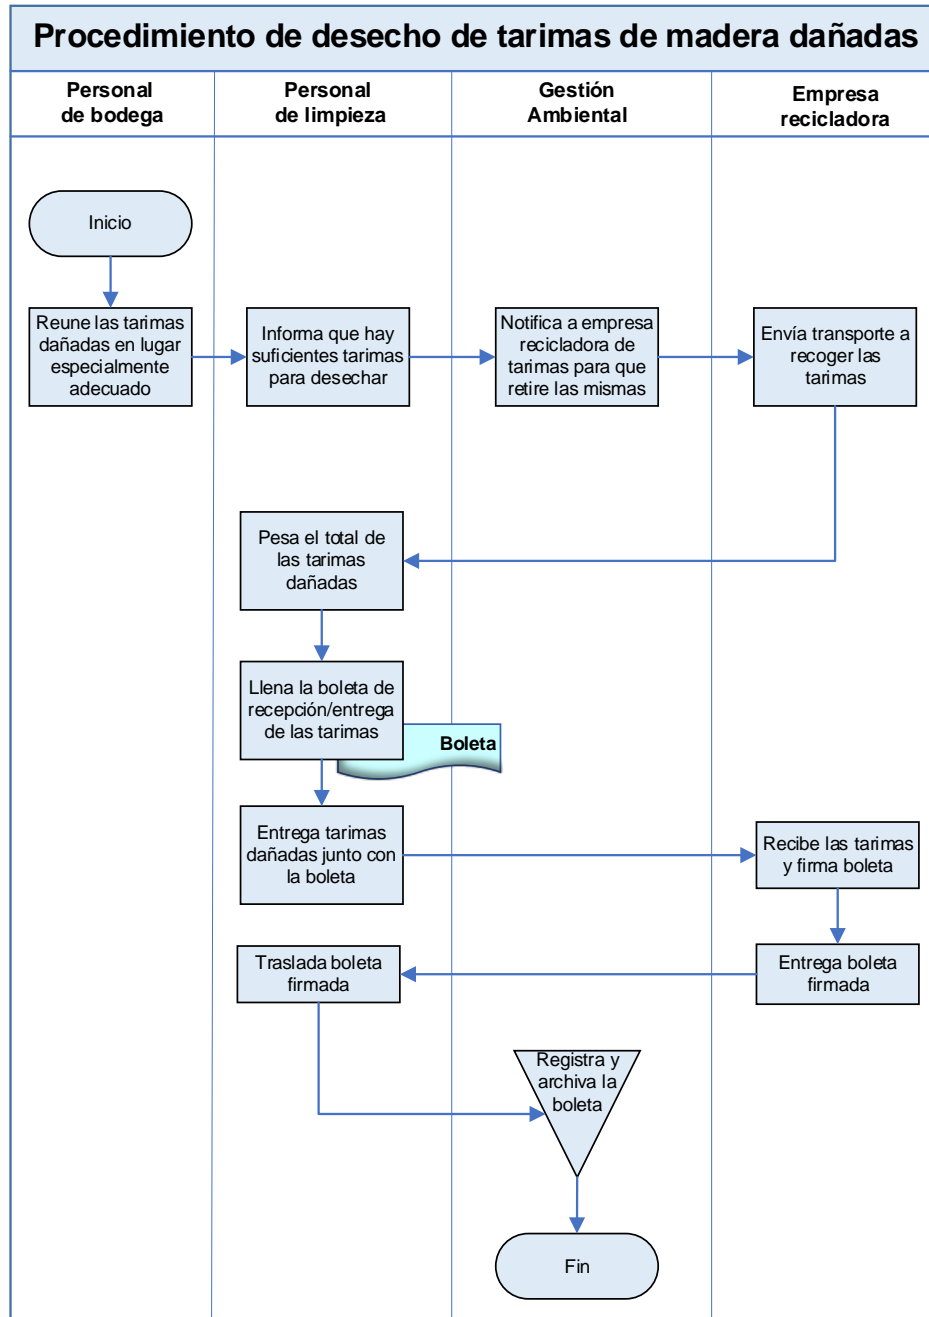 Procedimiento de desecho de tarimas de madera dañadas
Personal
de bodega
Personal
de limpieza
Gestión
Ambiental
Empresa
recicladora
Inicio
Reune las tarimas
dañadas en lugar
especialmente
adecuado
Informa que hay
suficientes tarimas
para desechar
Notifica a empresa
recicladora de
tarimas para que
retire las mismas
Envía transporte a
recoger las
tarimas
Pesa el total de
las tarimas
dañadas
Llena la boleta de
recepción/entrega
de las tarimas
Boleta
Entrega tarimas
dañadas junto con
la boleta
Recibe las tarimas
y firma boleta
Entrega boleta
firmada
Traslada boleta
firmada
Registra y
archiva la
boleta
Fin